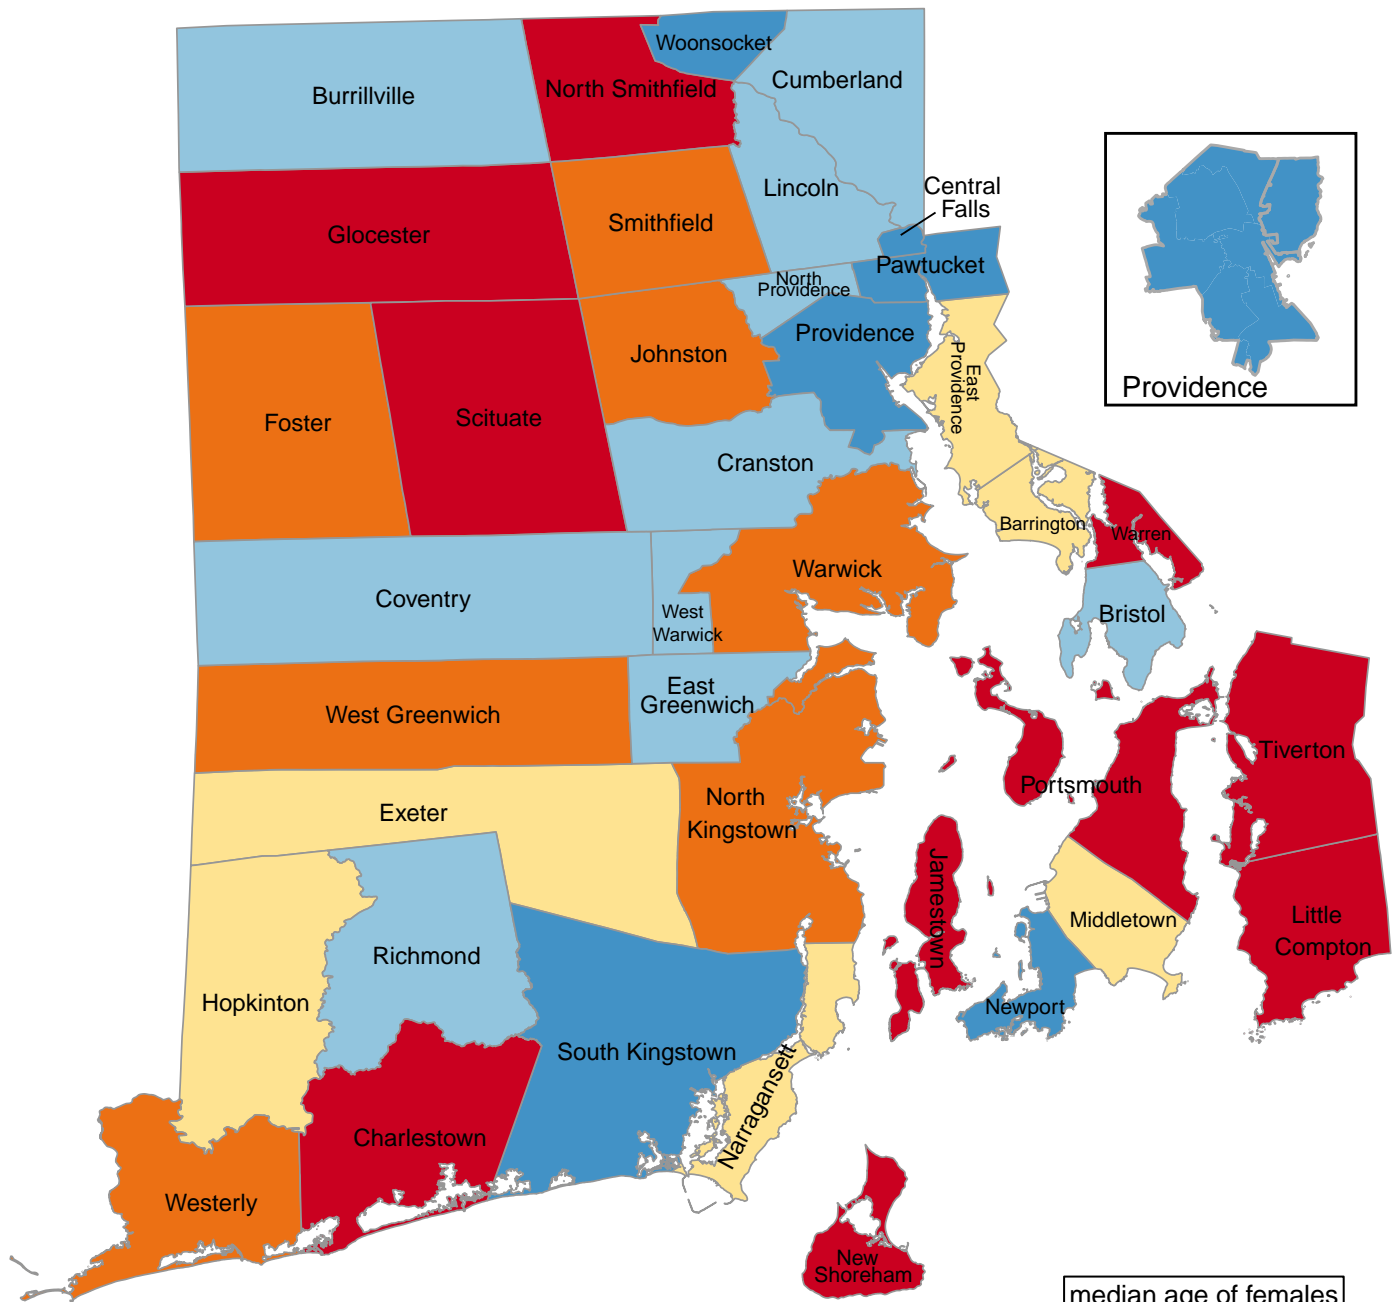 Woonsocket
Cumberland
North Smithfield
Burrillville
Central
Falls
Lincoln
Smithfield
Glocester
Pawtucket
North
Providence
Providence
Johnston
East
Providence
Providence
Foster
Scituate
Cranston
Barrington
Warren
Warwick
Coventry
West
Warwick
Bristol
East
Greenwich
West Greenwich
Tiverton
Portsmouth
North
Kingstown
Exeter
Jamestown
Middletown
Little
Compton
Richmond
Hopkinton
Newport
South Kingstown
Narragansett
Charlestown
Westerly
New
Shoreham
median age of females